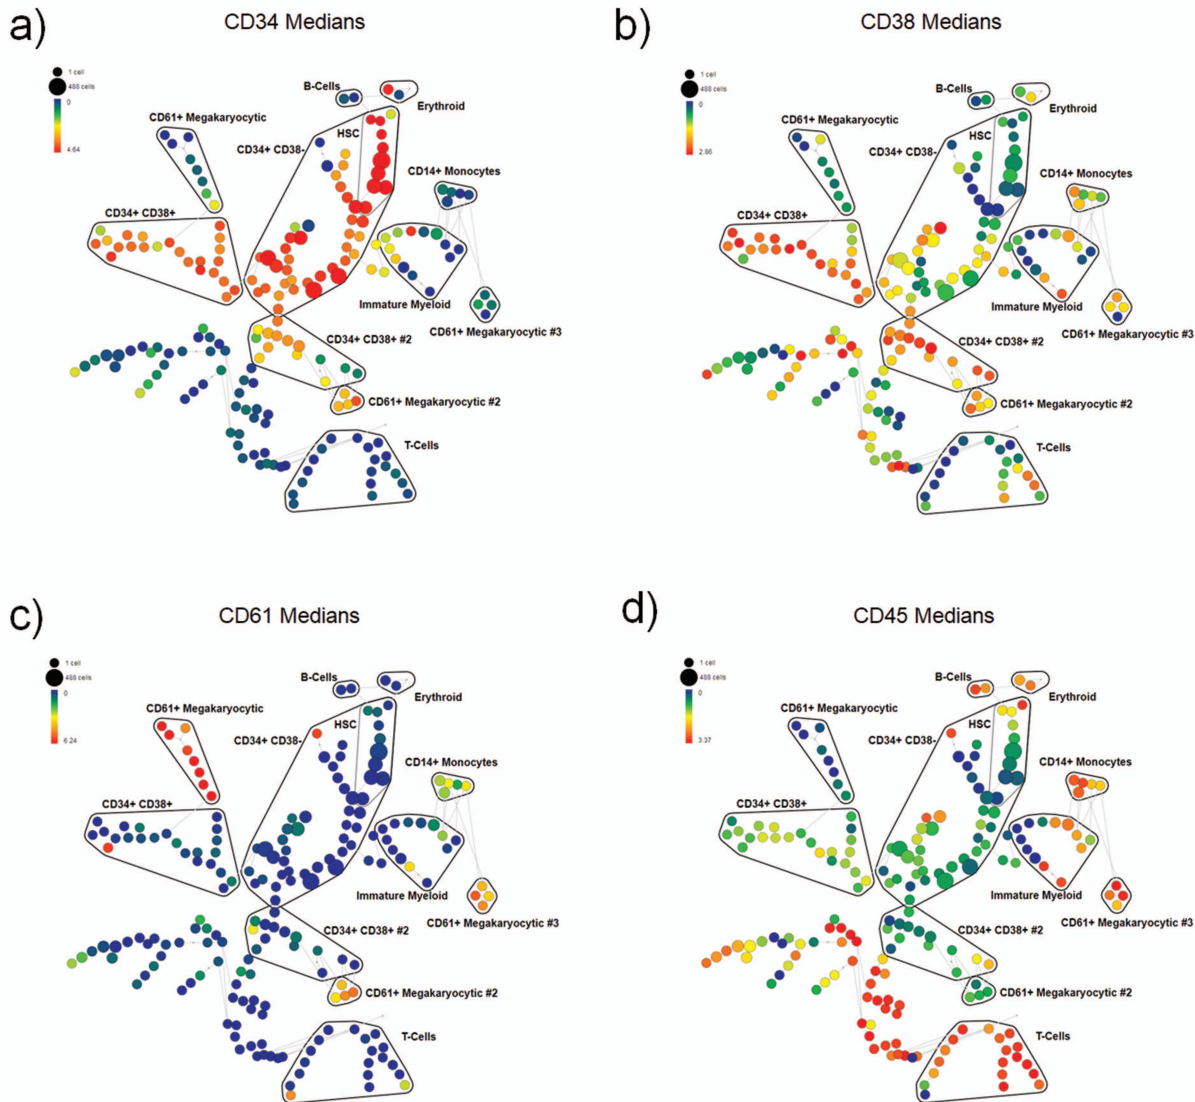 a)
CD34 Medians
1 cell
488 cells
0
4.64
B-Cells
Erythroid
CD61+ Megakaryocytic
HSC
CD34+ CD38-
CD14+ Monocytes
CD34+ CD38+
Immature Myeloid
CD61+ Megakaryocytic #3
CD34+ CD38+ #2
CD61+ Megakaryocytic #2
T-Cells
b)
CD38 Medians
1 cell
488 cells
0
2.86
B-Cells
Erythroid
CD61+ Megakaryocytic
HSC
CD34+ CD38-
CD14+ Monocytes
CD34+ CD38+
Immature Myeloid
CD61+ Megakaryocytic #3
CD34+ CD38+ #2
CD61+ Megakaryocytic #2
T-Cells
c)
CD61 Medians
1 cell
488 cells
0
6.24
B-Cells
Erythroid
CD61+ Megakaryocytic
HSC
CD34+ CD38-
CD14+ Monocytes
CD34+ CD38+
Immature Myeloid
CD61+ Megakaryocytic #3
CD34+ CD38+ #2
CD61+ Megakaryocytic #2
T-Cells
d)
CD45 Medians
1 cell
488 cells
0
3.37
B-Cells
Erythroid
CD61+ Megakaryocytic
HSC
CD34+ CD38-
CD14+ Monocytes
CD34+ CD38+
Immature Myeloid
CD61+ Megakaryocytic #3
CD34+ CD38+ #2
CD61+ Megakaryocytic #2
T-Cells